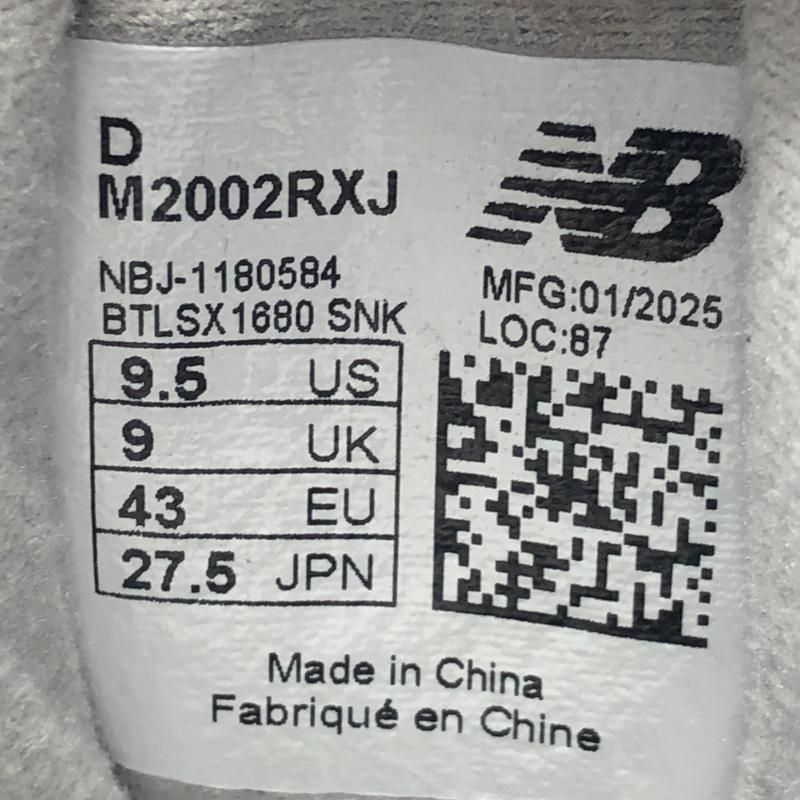 D
M2002RXJ
NB
NBJ-1180584
BTLSX1680 SNK
MFG:01/2025
LOC:87
9.5 US
9 UK
43 EU
27.5 JPN
Made in China
Fabriqué en Chine